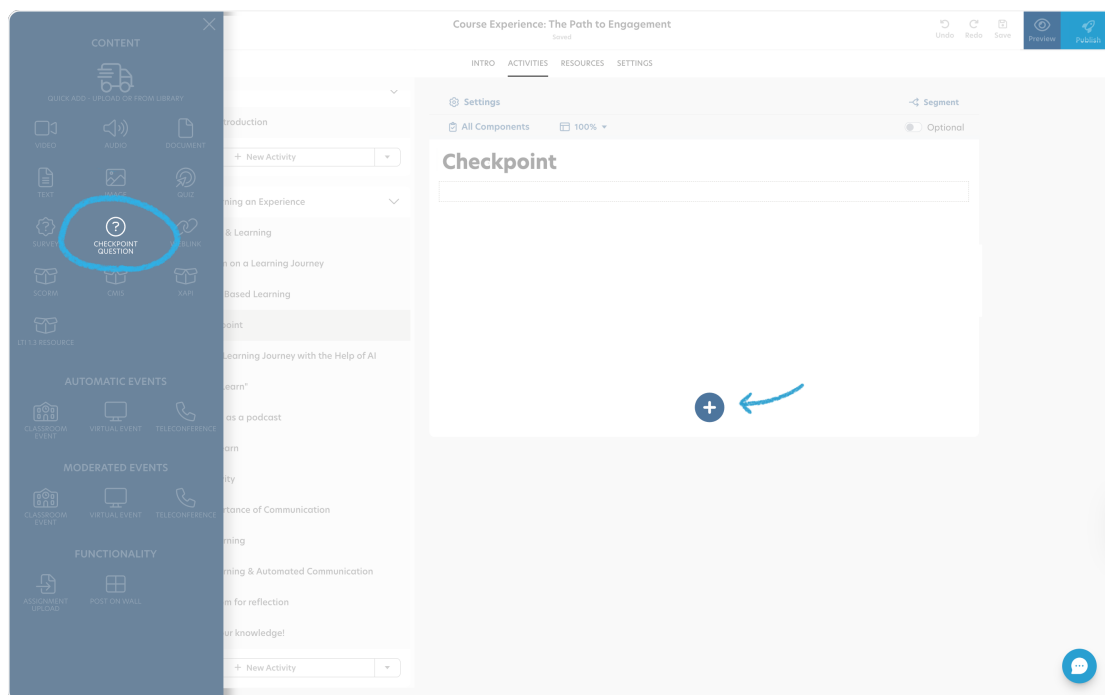 CONTENT
QUICK ADD - UPLOAD OR FROM LIBRARY
VIDEO
AUDIO
DOCUMENT
TEXT
IMAGE
QUIZ
SURVEY
CHECKPOINT
QUESTION
WEBLINK
SCORM
CMI5
XAPI
LTI 1.3 RESOURCE
AUTOMATIC EVENTS
CLASSROOM
EVENT
VIRTUAL EVENT
TELECONFERENCE
MODERATED EVENTS
CLASSROOM
EVENT
VIRTUAL EVENT
TELECONFERENCE
FUNCTIONALITY
ASSIGNMENT
UPLOAD
POST ON WALL
Course Experience: The Path to Engagement
Saved
Undo
Redo
Save
Preview
Publish
INTRO
ACTIVITIES
RESOURCES
SETTINGS
troduction
+ New Activity
ning an Experience
& Learning
n on a Learning Journey
Based Learning
point
Learning Journey with the Help of AI
earn"
as a podcast
arn
ity
rtance of Communication
rning
rning & Automated Communication
m for reflection
ur knowledge!
+ New Activity
Settings
Segment
All Components
100%
Optional
Checkpoint